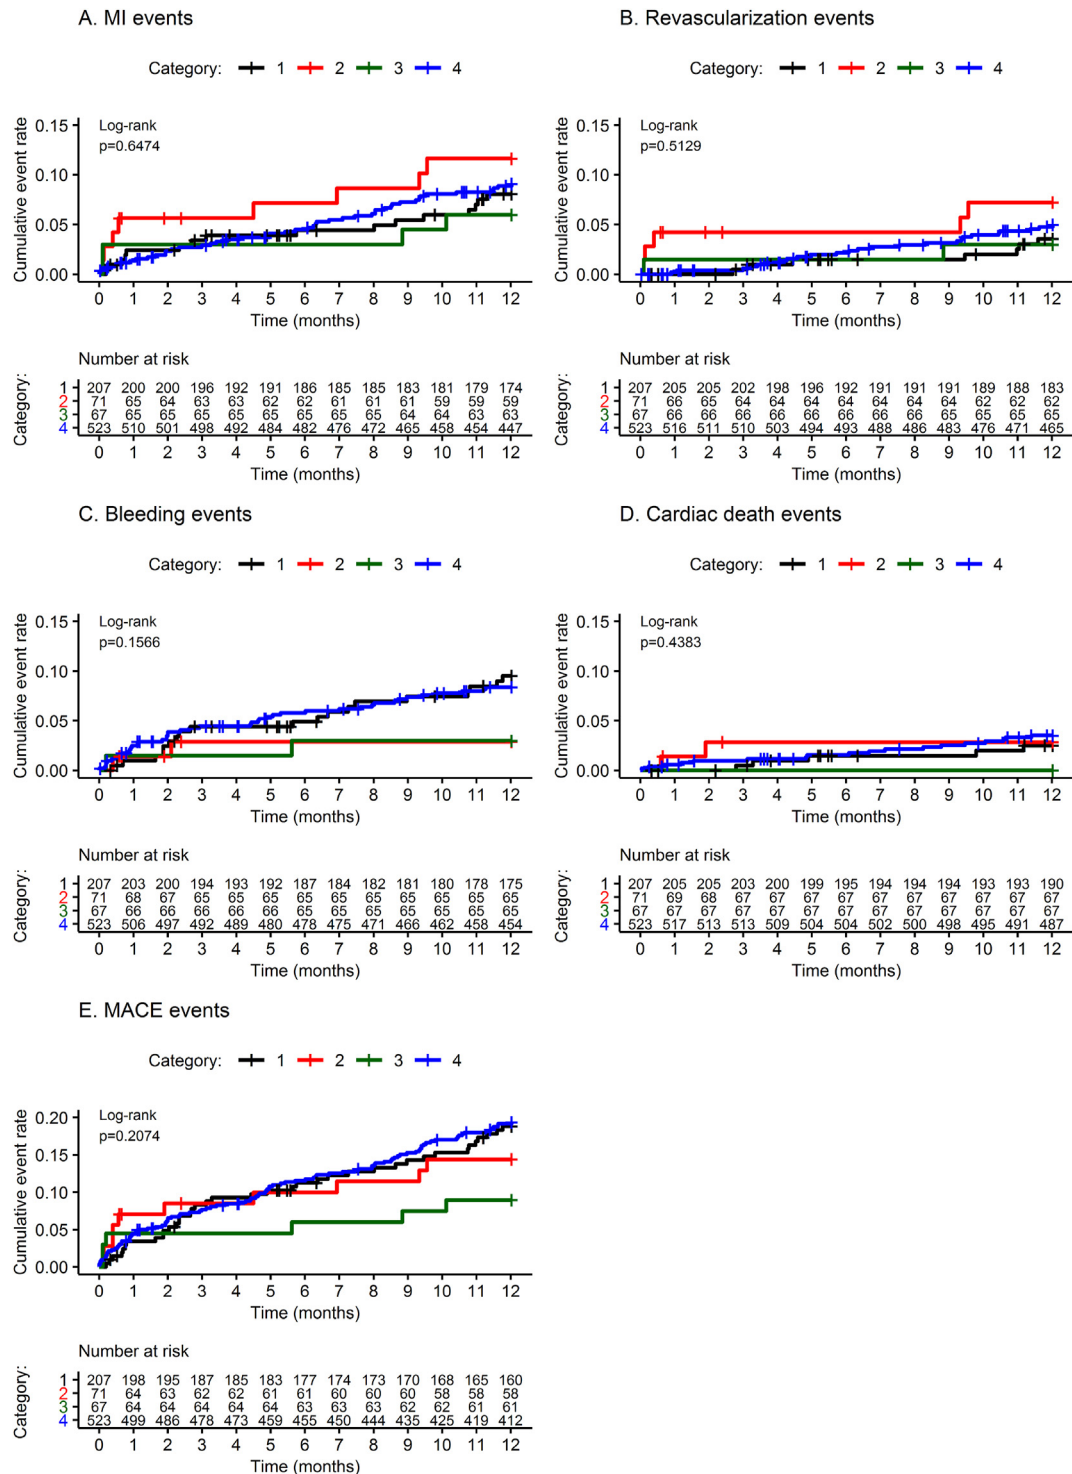 A. MI events
Category: 1 2 3 4
Cumulative event rate
0.15
0.10
0.05
0.00
Log-rank
p=0.6474
0 1 2 3 4 5 6 7 8 9 10 11 12
Time (months)
Number at risk
Category:
1 207 200 200 196 192 191 186 185 185 183 181 179 174
2 71 65 64 63 63 62 62 61 61 61 59 59 59
3 67 65 65 65 65 65 65 65 65 64 64 63 63
4 523 510 501 498 492 484 482 476 472 465 458 454 447
0 1 2 3 4 5 6 7 8 9 10 11 12
Time (months)
B. Revascularization events
Category: 1 2 3 4
Cumulative event rate
0.15
0.10
0.05
0.00
Log-rank
p=0.5129
0 1 2 3 4 5 6 7 8 9 10 11 12
Time (months)
Number at risk
Category:
1 207 205 205 202 198 196 192 191 191 191 189 188 183
2 71 66 65 64 64 64 64 64 64 64 62 62 62
3 67 66 66 66 66 66 66 66 66 65 65 65 65
4 523 516 511 510 503 494 493 488 486 483 476 471 465
0 1 2 3 4 5 6 7 8 9 10 11 12
Time (months)
C. Bleeding events
Category: 1 2 3 4
Cumulative event rate
0.15
0.10
0.05
0.00
Log-rank
p=0.1566
0 1 2 3 4 5 6 7 8 9 10 11 12
Time (months)
Number at risk
Category:
1 207 203 200 194 193 192 187 184 182 181 180 178 175
2 71 68 67 65 65 65 65 65 65 65 65 65 65
3 67 66 66 66 66 66 65 65 65 65 65 65 65
4 523 506 497 492 489 480 478 475 471 466 462 458 454
0 1 2 3 4 5 6 7 8 9 10 11 12
Time (months)
D. Cardiac death events
Category: 1 2 3 4
Cumulative event rate
0.15
0.10
0.05
0.00
Log-rank
p=0.4383
0 1 2 3 4 5 6 7 8 9 10 11 12
Time (months)
Number at risk
Category:
1 207 205 205 203 200 199 195 194 194 194 193 193 190
2 71 69 68 67 67 67 67 67 67 67 67 67 67
3 67 67 67 67 67 67 67 67 67 67 67 67 67
4 523 517 513 513 509 504 504 502 500 498 495 491 487
0 1 2 3 4 5 6 7 8 9 10 11 12
Time (months)
E. MACE events
Category: 1 2 3 4
Cumulative event rate
0.20
0.15
0.10
0.05
0.00
Log-rank
p=0.2074
0 1 2 3 4 5 6 7 8 9 10 11 12
Time (months)
Number at risk
Category:
1 207 198 195 187 185 183 177 174 173 170 168 165 160
2 71 64 63 62 62 61 61 60 60 60 58 58 58
3 67 64 64 64 64 64 63 63 63 62 62 61 61
4 523 499 486 478 473 459 455 450 444 435 425 419 412
0 1 2 3 4 5 6 7 8 9 10 11 12
Time (months)